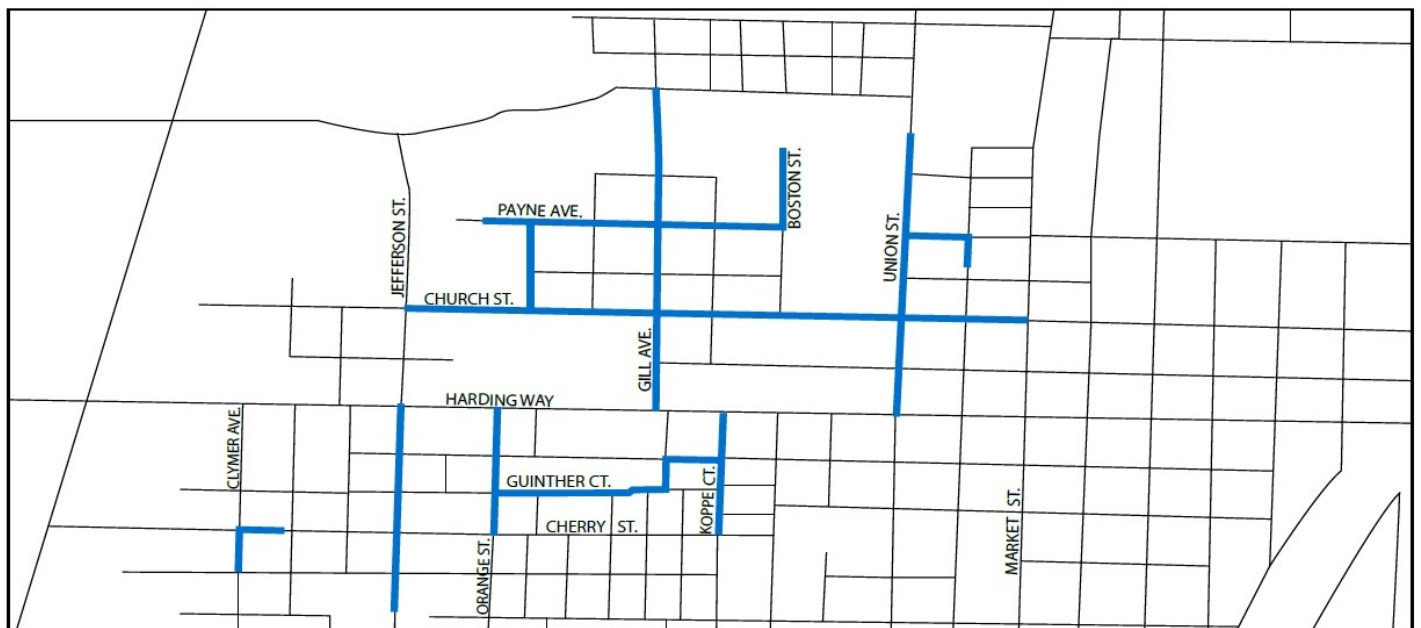 BOSTON ST.
PAYNE AVE.
JEFFERSON ST.
UNION ST.
CHURCH ST.
GILL AVE.
HARDING WAY
CLYMER AVE.
GUINTHER CT.
KOPPE CT.
CHERRY ST.
MARKET ST.
ORANGE ST.